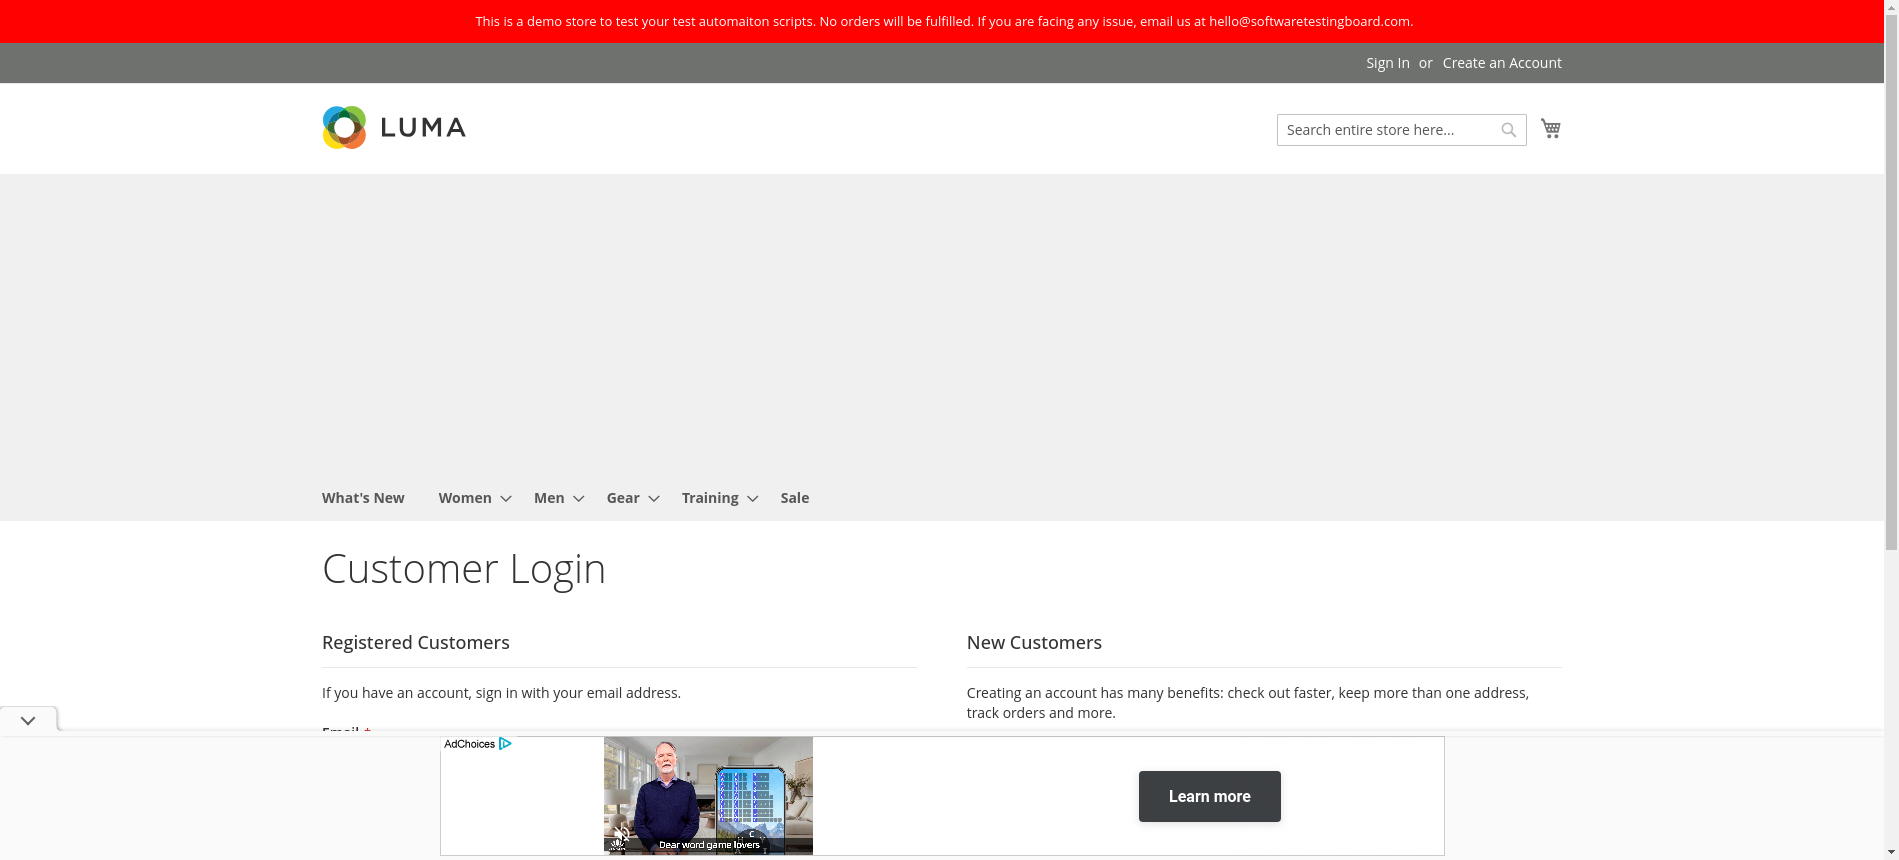 This is a demo store to test your test automaiton scripts. No orders will be fulfilled. If you are facing any issue, email us at hello@softwaretestingboard.com.
Sign In or Create an Account
LUMA
Search entire store here...
What's New Women Men Gear Training Sale
Customer Login
Registered Customers
If you have an account, sign in with your email address.
Email *
New Customers
Creating an account has many benefits: check out faster, keep more than one address,
track orders and more.
AdChoices
Dear word game lovers
Learn more